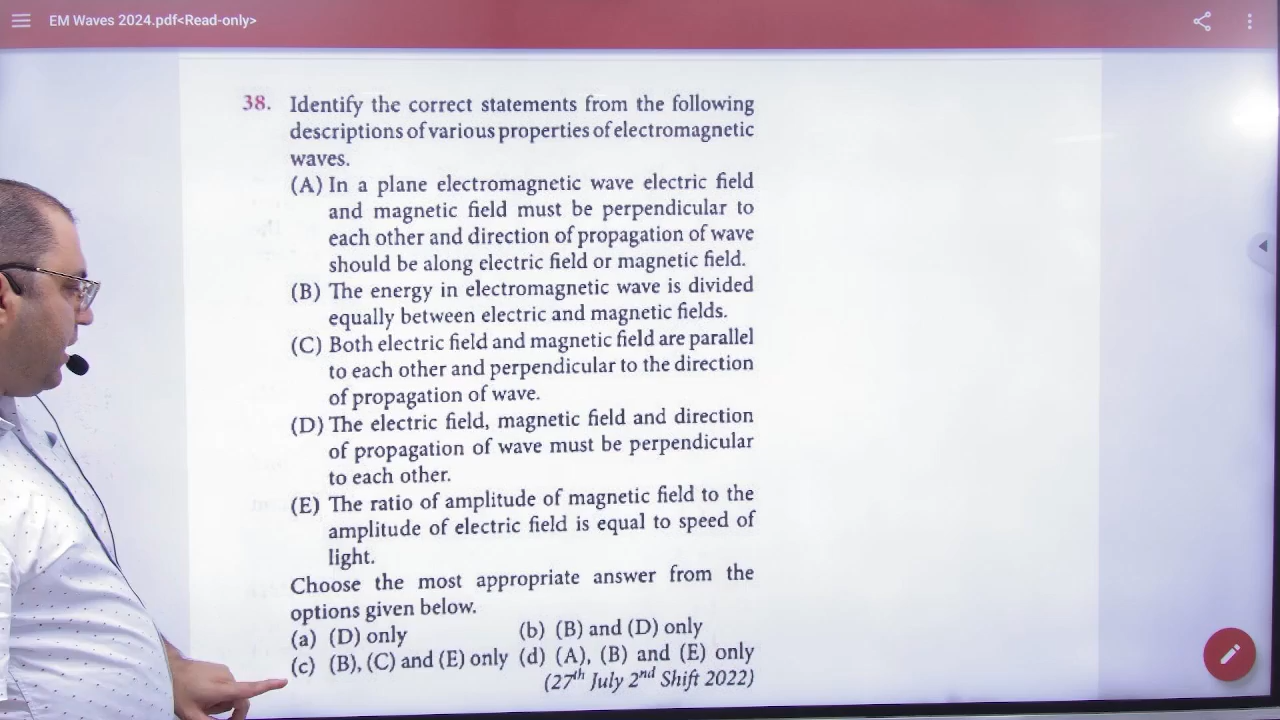 EM Waves 2024.pdf<Read-only>
38. Identify the correct statements from the following
descriptions of various properties of electromagnetic
waves.
(A) In a plane electromagnetic wave electric field
and magnetic field must be perpendicular to
each other and direction of propagation of wave
should be along electric field or magnetic field.
(B) The energy in electromagnetic wave is divided
equally between electric and magnetic fields.
(C) Both electric field and magnetic field are parallel
to each other and perpendicular to the direction
of propagation of wave.
(D) The electric field, magnetic field and direction
of propagation of wave must be perpendicular
to each other.
(E) The ratio of amplitude of magnetic field to the
amplitude of electric field is equal to speed of
light.
Choose the most appropriate answer from the
options given below.
(a) (D) only (b) (B) and (D) only
(c) (B), (C) and (E) only (d) (A), (B) and (E) only
(27th July 2nd Shift 2022)